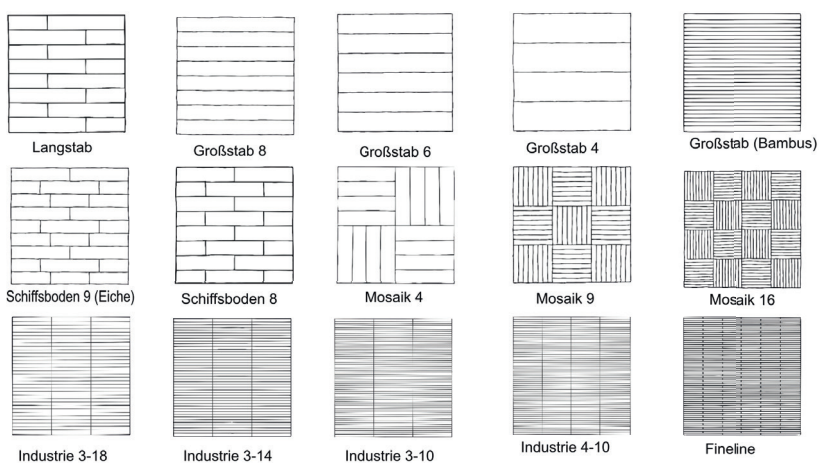 Langstab
Großstab 8
Großstab 6
Großstab 4
Großstab (Bambus)
Schiffsboden 9 (Eiche)
Schiffsboden 8
Mosaik 4
Mosaik 9
Mosaik 16
Industrie 3-18
Industrie 3-14
Industrie 3-10
Industrie 4-10
Fineline